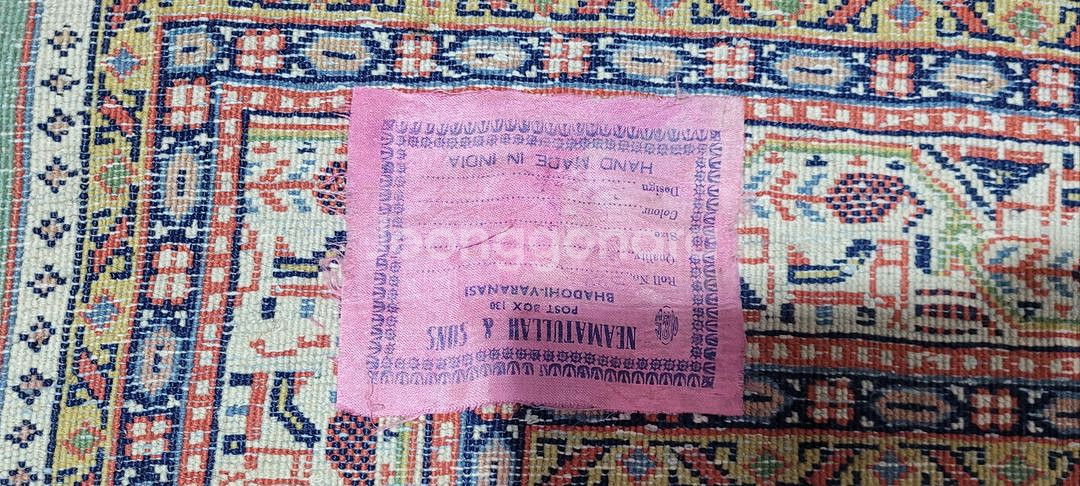 NEAMATULLAH & SONS
POST BOX 130
BHADOHI-VARANASI
Roll No.
Quality
Size
Colour
Design
HAND MADE IN INDIA